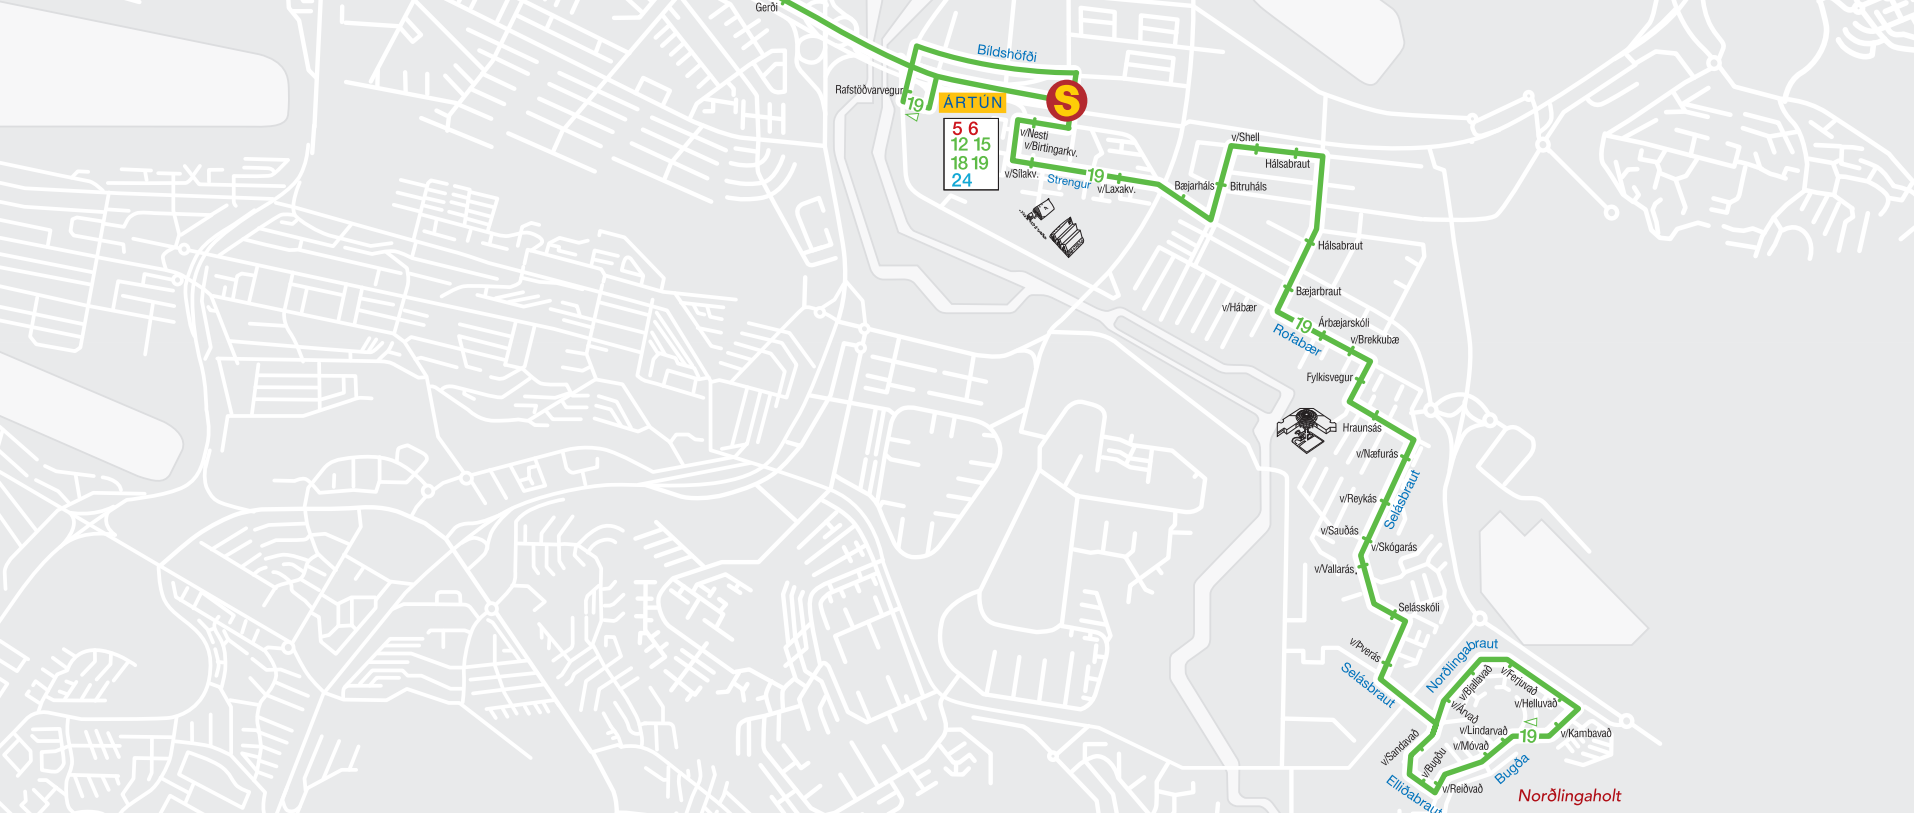 Gerði
Bíldshöfði
Rafstöðvarvegur
19
ÁRTÚN
S
5 6
12 15
18 19
24
v/Nesti
v/Birtingarkv.
v/Sílakv.
Strengur
19
v/Laxakv.
v/Shell
Hálsabraut
Bæjarháls
Bitruháls
Hálsabraut
Bæjarbraut
v/Hábær
19
Árbæjarskóli
Rofabær
v/Brekkubæ
Fylkisvegur
Hraunsás
v/Næfurás
Selásbraut
v/Reykás
v/Sauðás
v/Skógarás
v/Vallarás,
Selásskóli
v/Þverás
Selásbraut
Norðlingabraut
v/Bjallavað
v/Ferjuvað
v/Helluvað
v/Árvað
v/Lindarvað
19
v/Kambavað
v/Sandavað
v/Móvað
v/Bugðu
Bugða
v/Reiðvað
Elliðabraut
Norðlingaholt